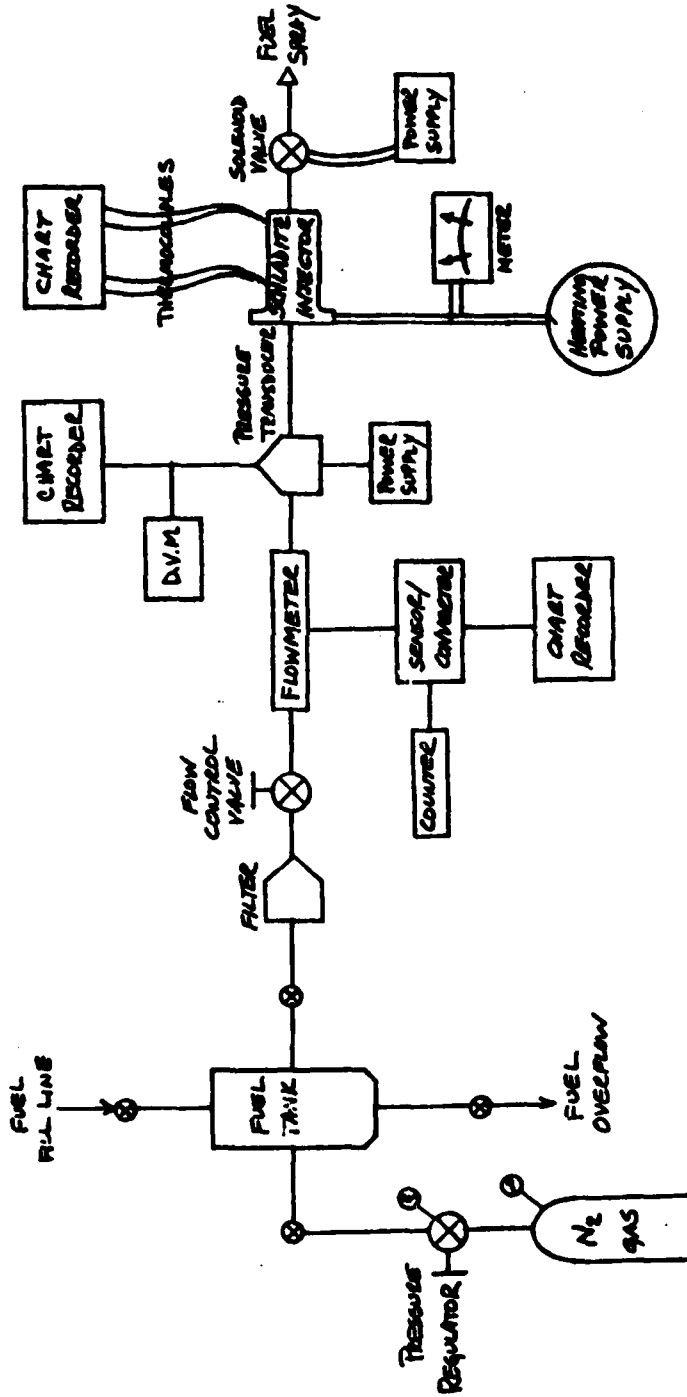 FUEL
FILL LINE
FUEL
TANK
FUEL
OVERFLOW
PRESSURE
REGULATOR
N2
GAS
FILTER
FLOW
CONTROL
VALVE
FLOWMETER
SENSOR/
COUNTER
CHART
RECORDER
CHART
RECORDER
D.V.M.
PRESSURE
TRANSDUCER
POWER
SUPPLY
CHART
RECORDER
THERMOCOUPLES
INJECTOR
METER
HEATING
POWER
SUPPLY
SOLENOID
VALVE
POWER
SUPPLY
FUEL
SPRAY